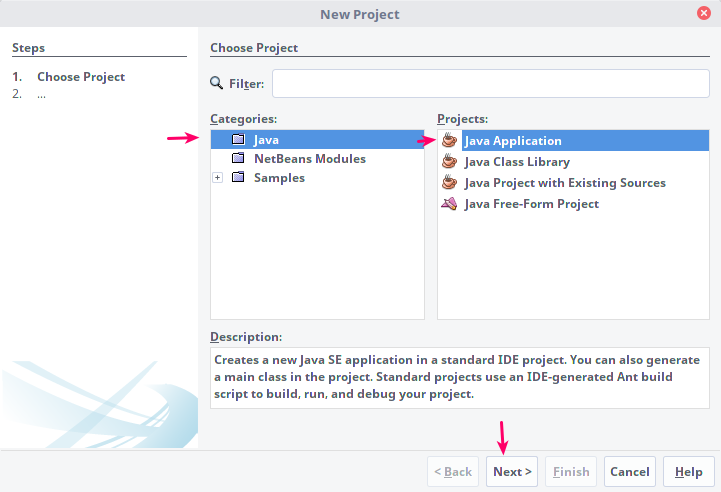 New Project
Steps
1. Choose Project
2. ...
Choose Project
Filter:
Categories:
Java
NetBeans Modules
Samples
Projects:
Java Application
Java Class Library
Java Project with Existing Sources
Java Free-Form Project
Description:
Creates a new Java SE application in a standard IDE project. You can also generate
a main class in the project. Standard projects use an IDE-generated Ant build
script to build, run, and debug your project.
< Back Next > Finish Cancel Help